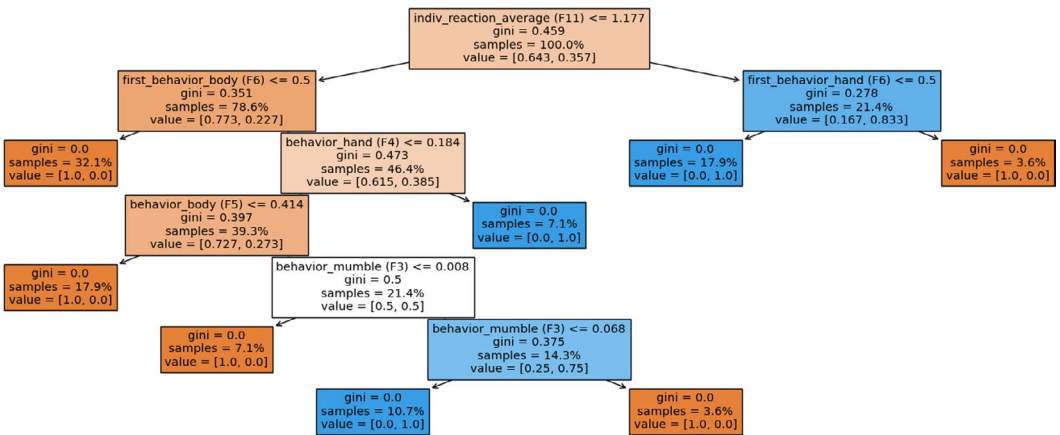 indiv_reaction_average (F11) <= 1.177
gini = 0.459
samples = 100.0%
value = [0.643, 0.357]
first_behavior_body (F6) <= 0.5
gini = 0.351
samples = 78.6%
value = [0.773, 0.227]
first_behavior_hand (F6) <= 0.5
gini = 0.278
samples = 21.4%
value = [0.167, 0.833]
gini = 0.0
samples = 32.1%
value = [1.0, 0.0]
behavior_hand (F4) <= 0.184
gini = 0.473
samples = 46.4%
value = [0.615, 0.385]
gini = 0.0
samples = 17.9%
value = [0.0, 1.0]
gini = 0.0
samples = 3.6%
value = [1.0, 0.0]
behavior_body (F5) <= 0.414
gini = 0.397
samples = 39.3%
value = [0.727, 0.273]
gini = 0.0
samples = 7.1%
value = [0.0, 1.0]
gini = 0.0
samples = 17.9%
value = [1.0, 0.0]
behavior_mumble (F3) <= 0.008
gini = 0.5
samples = 21.4%
value = [0.5, 0.5]
gini = 0.0
samples = 7.1%
value = [1.0, 0.0]
behavior_mumble (F3) <= 0.068
gini = 0.375
samples = 14.3%
value = [0.25, 0.75]
gini = 0.0
samples = 10.7%
value = [0.0, 1.0]
gini = 0.0
samples = 3.6%
value = [1.0, 0.0]